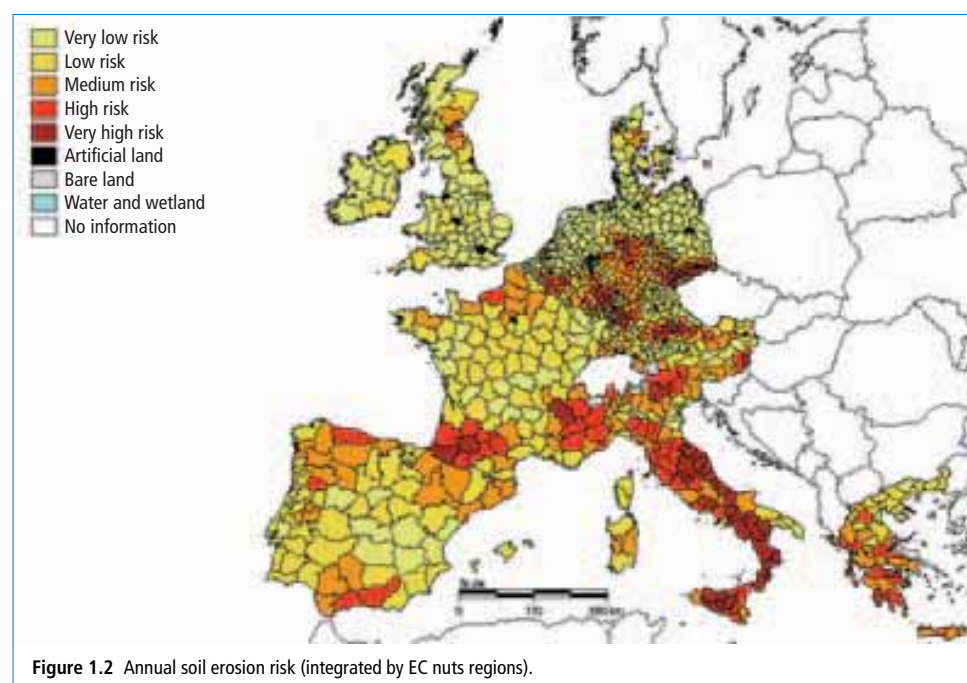 Very low risk
Low risk
Medium risk
High risk
Very high risk
Artificial land
Bare land
Water and wetland
No information
0
Figure 1.2 Annual soil erosion risk (integrated by EC nuts regions).